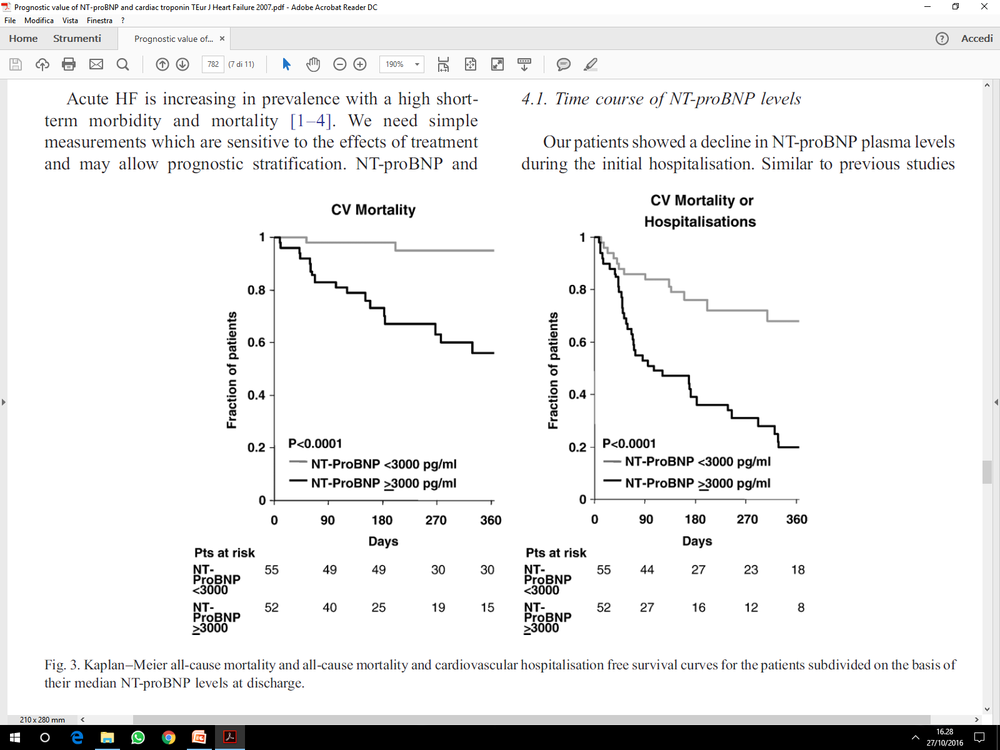 Prognostic value of NT-proBNP and cardiac troponin TEur J Heart Failure 2007.pdf - Adobe Acrobat Reader DC
File Modifica Vista Finestra ?
Home Strumenti Prognostic value of... × Accedi
782 (7 di 11) 190%
Acute HF is increasing in prevalence with a high short-
term morbidity and mortality [1–4]. We need simple
measurements which are sensitive to the effects of treatment
and may allow prognostic stratification. NT-proBNP and
4.1. Time course of NT-proBNP levels
Our patients showed a decline in NT-proBNP plasma levels
during the initial hospitalisation. Similar to previous studies
CV Mortality
1
0.8
0.6
0.4
0.2
0
Fraction of patients
P<0.0001
NT-ProBNP <3000 pg/ml
NT-ProBNP ≥3000 pg/ml
0 90 180 270 360
Days
Pts at risk
NT-
ProBNP
<3000
55 49 49 30 30
NT-
ProBNP
≥3000
52 40 25 19 15
CV Mortality or
Hospitalisations
1
0.8
0.6
0.4
0.2
0
Fraction of patients
P<0.0001
NT-ProBNP <3000 pg/ml
NT-ProBNP ≥3000 pg/ml
0 90 180 270 360
Days
Pts at risk
NT-
ProBNP
<3000
55 44 27 23 18
NT-
ProBNP
≥3000
52 27 16 12 8
Fig. 3. Kaplan–Meier all-cause mortality and all-cause mortality and cardiovascular hospitalisation free survival curves for the patients subdivided on the basis of
their median NT-proBNP levels at discharge.
210 x 280 mm
16.28
27/10/2016